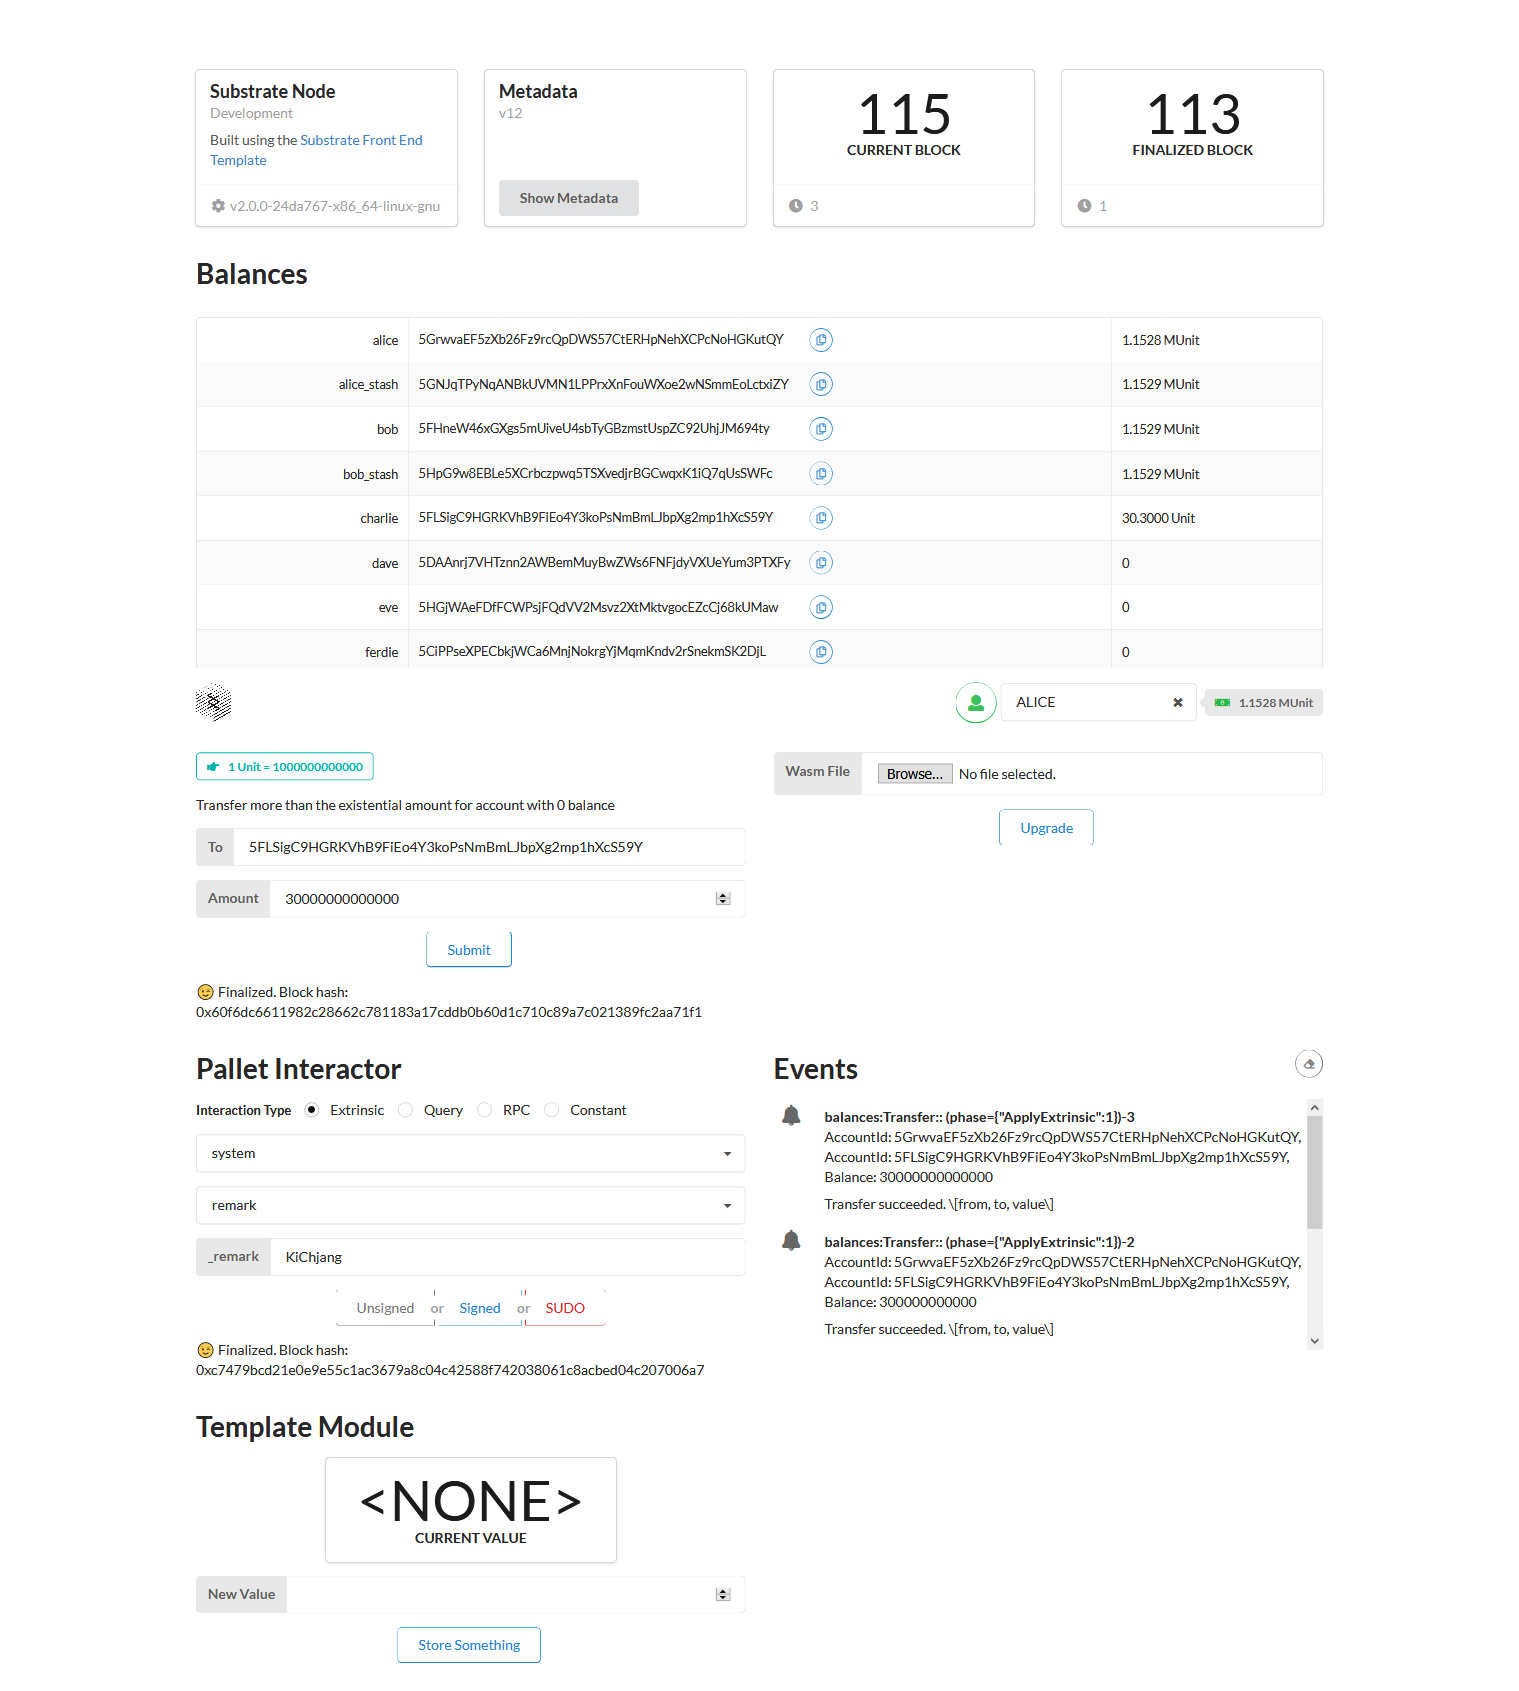 Substrate Node
Development
Built using the Substrate Front End
Template
v2.0.0-24da767-x86_64-linux-gnu
Metadata
v12
Show Metadata
115
CURRENT BLOCK
3
113
FINALIZED BLOCK
1
Balances
alice 5GrwvaEF5zXb26Fz9rcQpDWS57CtERHpNehXCPcNoHGKutQY 1.1528 MUnit
alice_stash 5GNJqTPyNqANBkUVMN1LPPrxXnFouWXoe2wNSmmEoLctxiZY 1.1529 MUnit
bob 5FHneW46xGXgs5mUiveU4sbTyGBzmstUspZC92UhjJM694ty 1.1529 MUnit
bob_stash 5HpG9w8EBLe5XCrbczpwq5TSXvedjrBGCwqxK1iQ7qUsSWFc 1.1529 MUnit
charlie 5FLSigC9HGRKVhB9FiEo4Y3koPsNmBmLJbpXg2mp1hXcS59Y 30.3000 Unit
dave 5DAAnrj7VHTznn2AWBemMuyBwZWs6FNFjdyVXUeYum3PTXFy 0
eve 5HGjWAeFDfFCWPsjFQdVV2Msvz2XtMktvgocEZcCj68kUMaw 0
ferdie 5CiPPseXPECbkjWCa6MnjNokrgYjMqmKndv2rSnekmSK2DjL 0
ALICE
1.1528 MUnit
1 Unit = 1000000000000
Transfer more than the existential amount for account with 0 balance
To 5FLSigC9HGRKVhB9FiEo4Y3koPsNmBmLJbpXg2mp1hXcS59Y
Amount 30000000000000
Submit
😉 Finalized. Block hash:
0x60f6dc6611982c28662c781183a17cddb0b60d1c710c89a7c021389fc2aa71f1
Wasm File Browse... No file selected.
Upgrade
Pallet Interactor
Interaction Type Extrinsic Query RPC Constant
system
remark
_remark KiChjang
Unsigned or Signed or SUDO
😉 Finalized. Block hash:
0xc7479bcd21e0e9e55c1ac3679a8c04c42588f742038061c8acbed04c207006a7
Events
balances:Transfer:: (phase={"ApplyExtrinsic":1})-3
AccountId: 5GrwvaEF5zXb26Fz9rcQpDWS57CtERHpNehXCPcNoHGKutQY,
AccountId: 5FLSigC9HGRKVhB9FiEo4Y3koPsNmBmLJbpXg2mp1hXcS59Y,
Balance: 30000000000000
Transfer succeeded. \[from, to, value\]
balances:Transfer:: (phase={"ApplyExtrinsic":1})-2
AccountId: 5GrwvaEF5zXb26Fz9rcQpDWS57CtERHpNehXCPcNoHGKutQY,
AccountId: 5FLSigC9HGRKVhB9FiEo4Y3koPsNmBmLJbpXg2mp1hXcS59Y,
Balance: 300000000000
Transfer succeeded. \[from, to, value\]
Template Module
<NONE>
CURRENT VALUE
New Value
Store Something